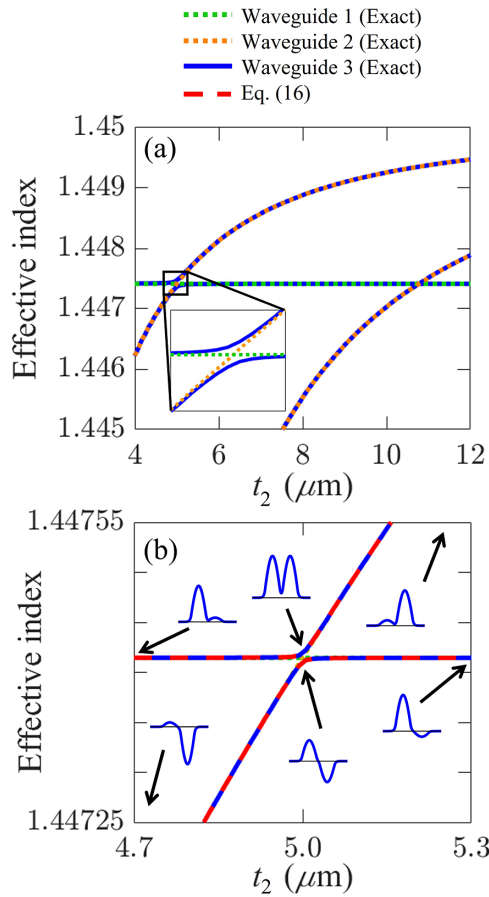 Waveguide 1 (Exact)
Waveguide 2 (Exact)
Waveguide 3 (Exact)
Eq. (16)
(a)
Effective index
1.45
1.449
1.448
1.447
1.446
1.445
4 6 8 10 12
t2 (μm)
(b)
Effective index
1.44755
1.44725
4.7 5.0 5.3
t2 (μm)